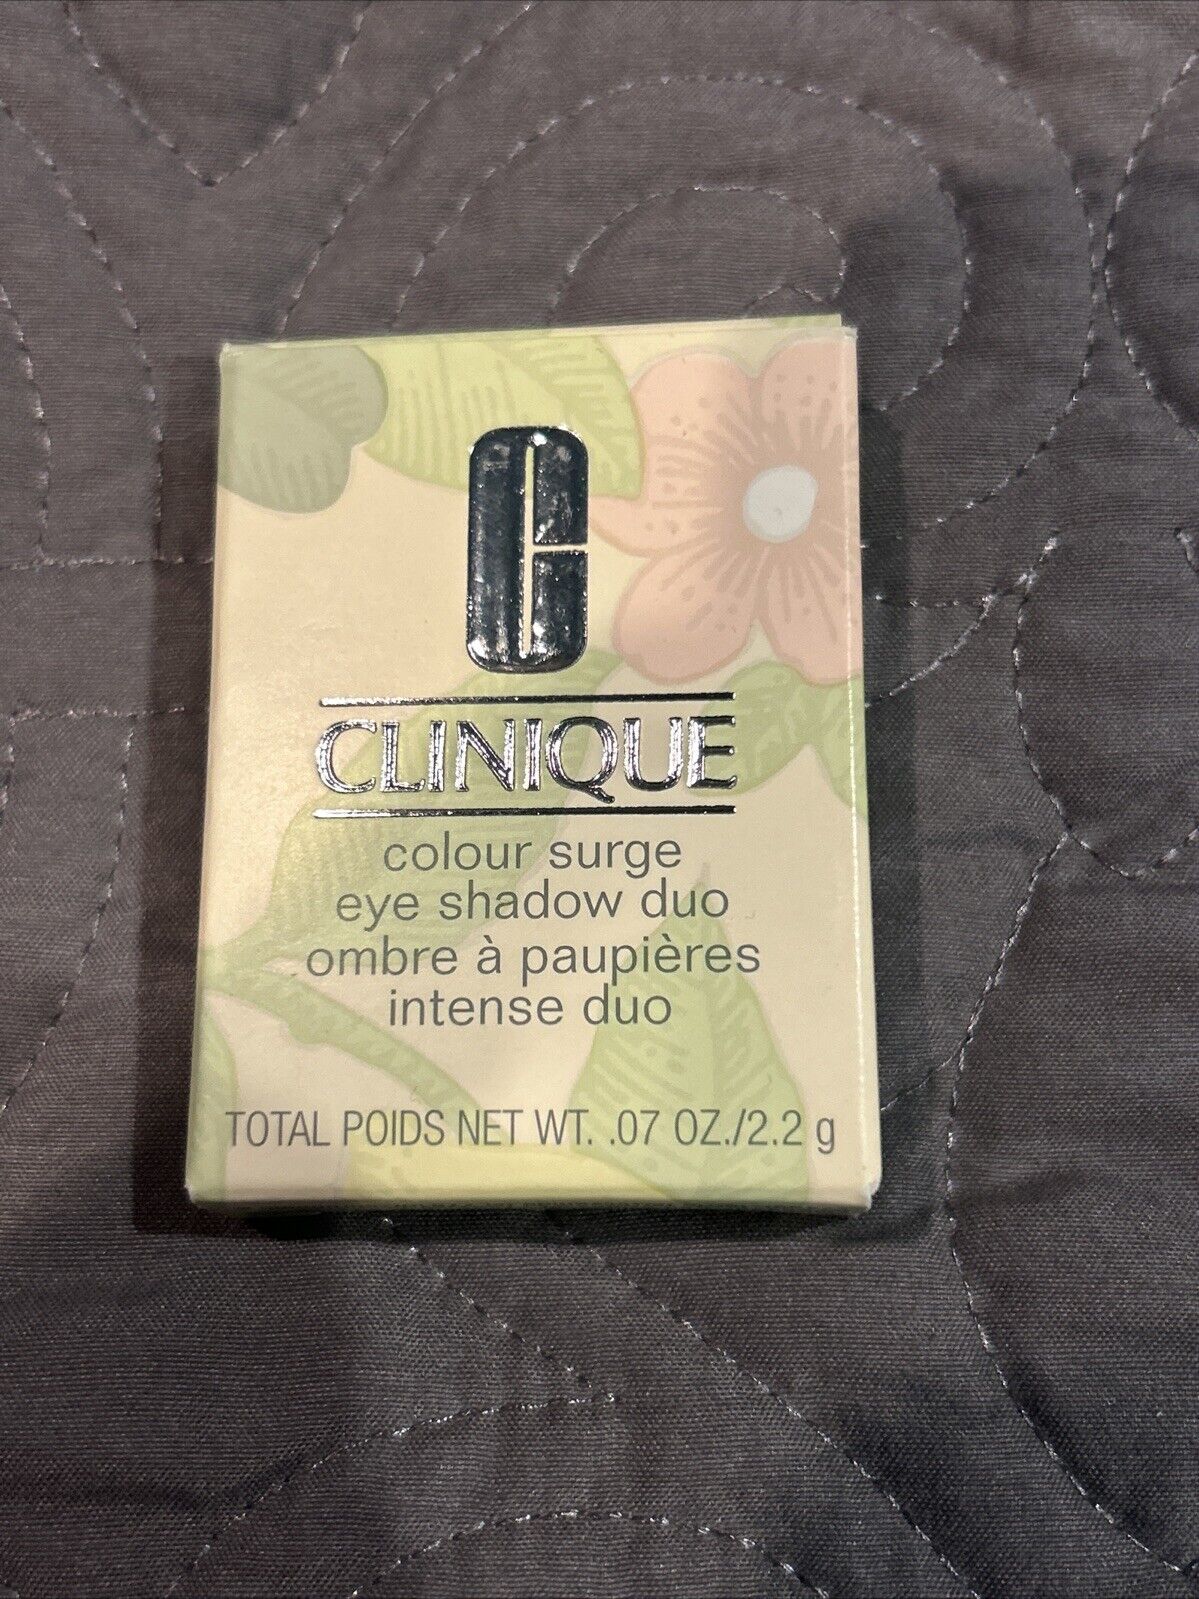 C
CLINIQUE
colour surge
eye shadow duo
ombre à paupières
intense duo
TOTAL POIDS NET WT. .07 OZ./2.2 g